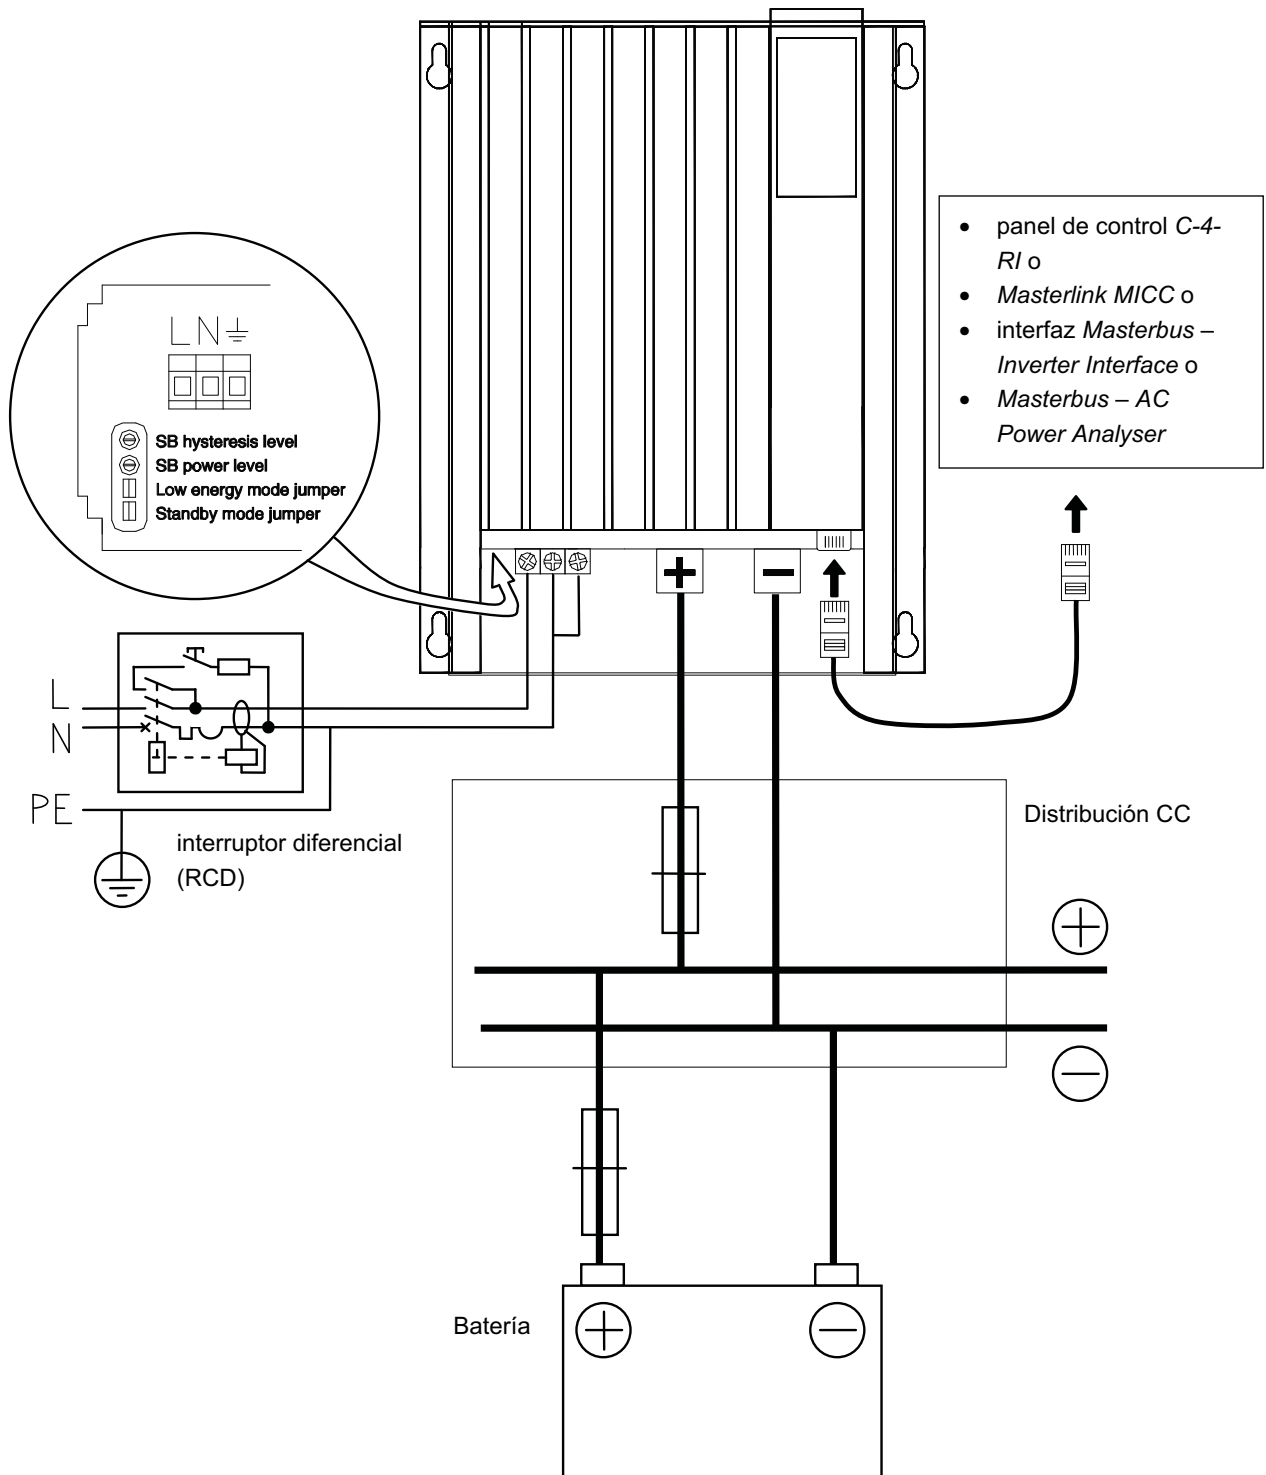 • panel de control C-4-
RI o
• Masterlink MICC o
• interfaz Masterbus –
Inverter Interface o
• Masterbus – AC
Power Analyser
LN
SB hysteresis level
SB power level
Low energy mode jumper
Standby mode jumper
+ −
L
N
PE
interruptor diferencial
(RCD)
Distribución CC
+
−
Batería
+ −